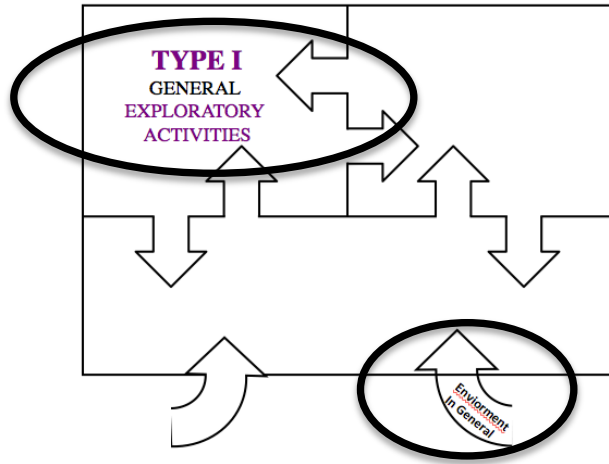 TYPE I
GENERAL
EXPLORATORY
ACTIVITIES
Enviorment
In General